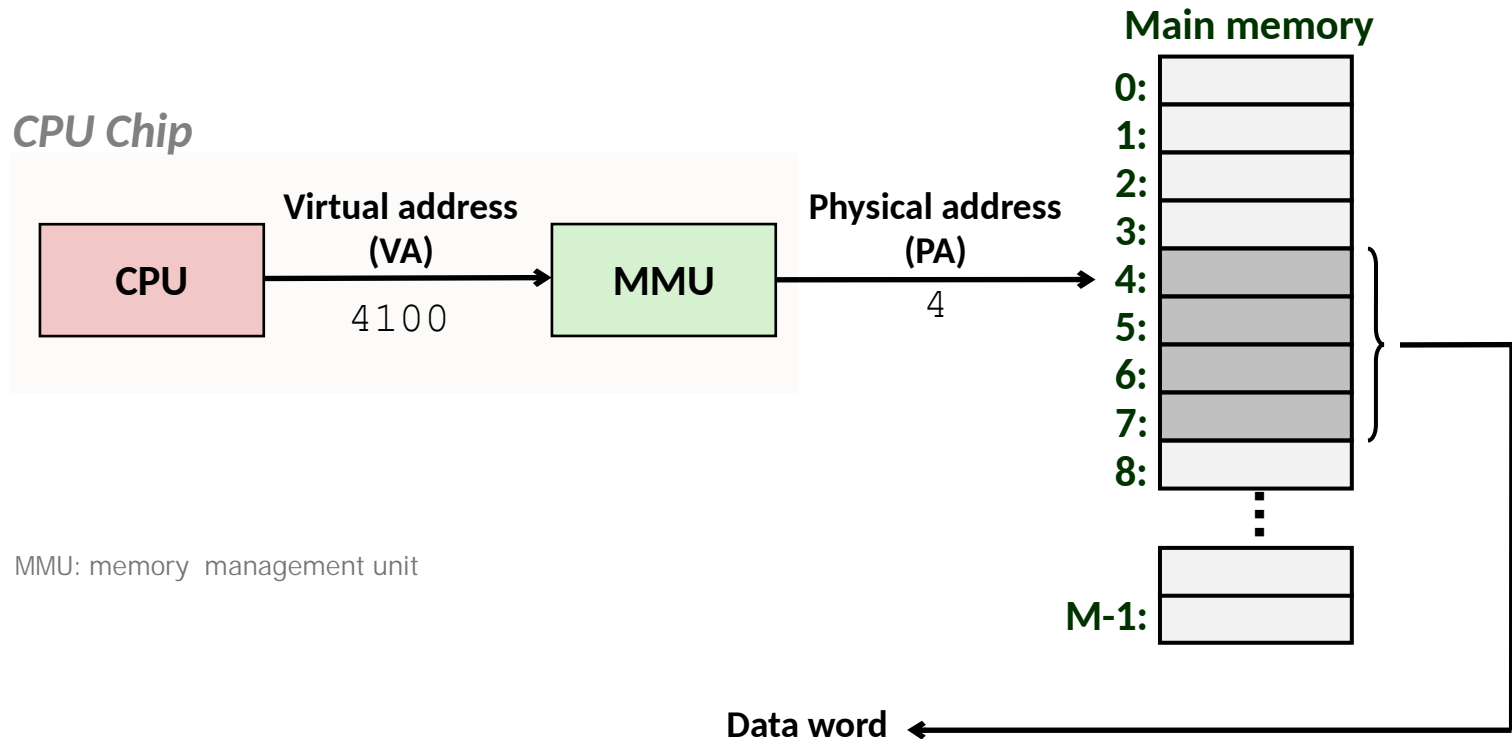 Main memory
0:
1:
CPU Chip
2:
Virtual address
(VA)
Physical address
(PA)
3:
CPU
MMU
4:
4100
4
5:
6:
7:
8:
MMU: memory  management unit
M-1:
Data word